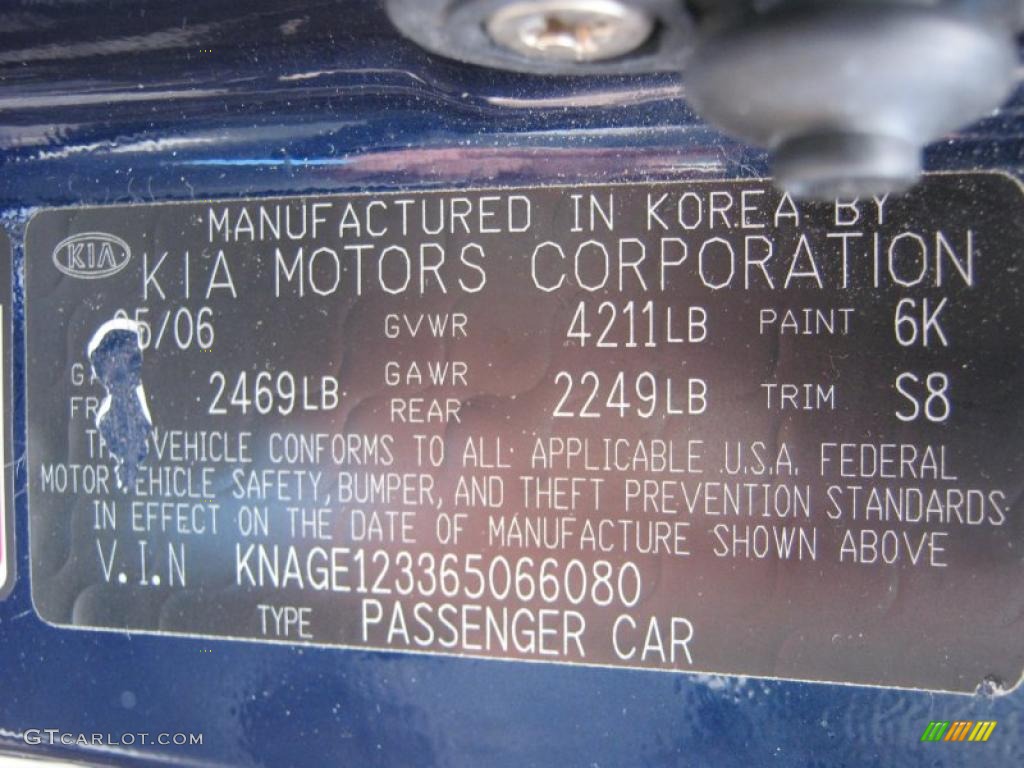 MANUFACTURED IN KOREA BY
KIA
KIA MOTORS CORPORATION
/06 GVWR 4211LB PAINT 6K
2469LB GAWR REAR 2249LB TRIM S8
VEHICLE CONFORMS TO ALL APPLICABLE U.S.A. FEDERAL
MOTOR VEHICLE SAFETY, BUMPER, AND THEFT PREVENTION STANDARDS
IN EFFECT ON THE DATE OF MANUFACTURE SHOWN ABOVE
V.I.N KNAGE123365066080
TYPE PASSENGER CAR
GTCARLOT.COM